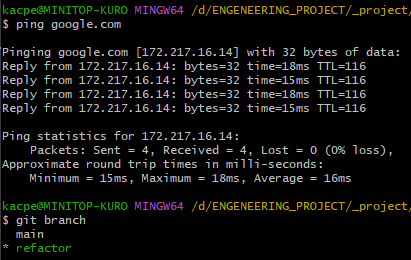 kacpe@MINITOP-KURO MINGW64 /d/ENGENEERING_PROJECT/_project/
$ ping google.com
Pinging google.com [172.217.16.14] with 32 bytes of data:
Reply from 172.217.16.14: bytes=32 time=18ms TTL=116
Reply from 172.217.16.14: bytes=32 time=15ms TTL=116
Reply from 172.217.16.14: bytes=32 time=18ms TTL=116
Reply from 172.217.16.14: bytes=32 time=15ms TTL=116
Ping statistics for 172.217.16.14:
    Packets: Sent = 4, Received = 4, Lost = 0 (0% loss),
Approximate round trip times in milli-seconds:
    Minimum = 15ms, Maximum = 18ms, Average = 16ms
kacpe@MINITOP-KURO MINGW64 /d/ENGENEERING_PROJECT/_project/
$ git branch
  main
* refactor